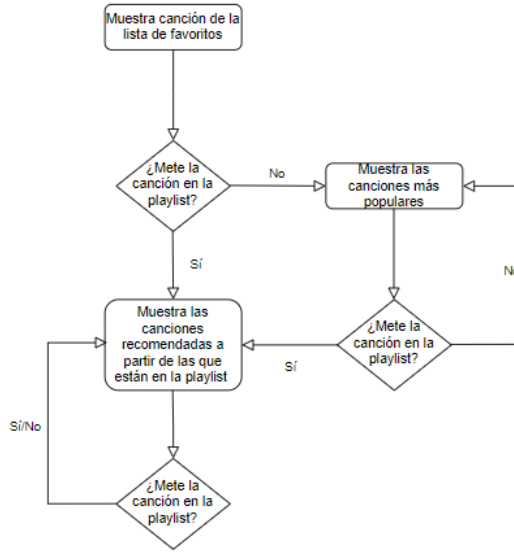 Muestra canción de la
lista de favoritos
¿Mete la
canción en la
playlist?
No
Muestra las
canciones más
populares
Sí
Muestra las
canciones
recomendadas a
partir de las que
están en la playlist
¿Mete la
canción en la
playlist?
Sí
No
Sí/No
¿Mete la
canción en la
playlist?